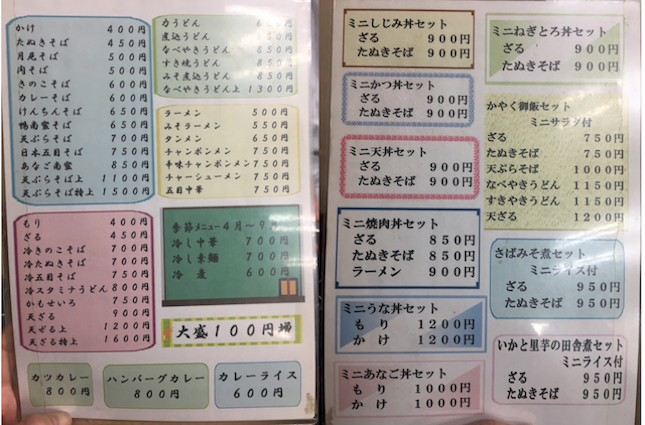 かけ 400円
たぬきそば 450円
月見そば 500円
肉そば 500円
きのこそば 600円
カレーそば 600円
けんちんそば 650円
鴨南蛮そば 650円
天ぷらそば 700円
日本五目そば 750円
あなご南蛮 850円
天ぷらそば上 1100円
天ぷらそば特上 1500円
もり 400円
ざる 450円
冷きのこそば 700円
冷たぬきそば 700円
冷五目そば 750円
冷スタミナうどん 800円
かもせいろ 750円
天ざる 900円
天ざる上 1200円
天ざる特上 1600円
力うどん
煮込うどん
なべやきうどん 850円
すき焼うどん 850円
みそ煮込うどん 850円
なべやきうどん上 1300円
ラーメン 500円
みそラーメン 550円
タンメン 650円
チャンポンメン 750円
辛味チャンポンメン 750円
チャーシューメン 750円
五目中華 750円
季節メニュー4月~9
冷し中華 700円
冷し素麺 700円
冷麦 600円
大盛100円増
カツカレー
800円
ハンバーグカレー
800円
カレーライス
600円
ミニしじみ丼セット
ざる 900円
たぬきそば 900円
ミニかつ丼セット
ざる 900円
たぬきそば 900円
ミニ天丼セット
ざる 900円
たぬきそば 900円
ミニ焼肉丼セット
ざる 850円
たぬきそば 850円
ラーメン 900円
ミニうな丼セット
もり 1200円
かけ 1200円
ミニあなご丼セット
もり 1000円
かけ 1000円
ミニねぎとろ丼セット
ざる 900円
たぬきそば 900円
かやく御飯セット
ミニサラダ付
ざる 750円
たぬきそば 750円
天ぷらそば 1000円
なべやきうどん 1150円
すきやきうどん 1150円
天ざる 1200円
さばみそ煮セット
ミニライス付
ざる 950円
たぬきそば 950円
いかと里芋の田舎煮セット
ミニライス付
ざる 950円
たぬきそば 950円